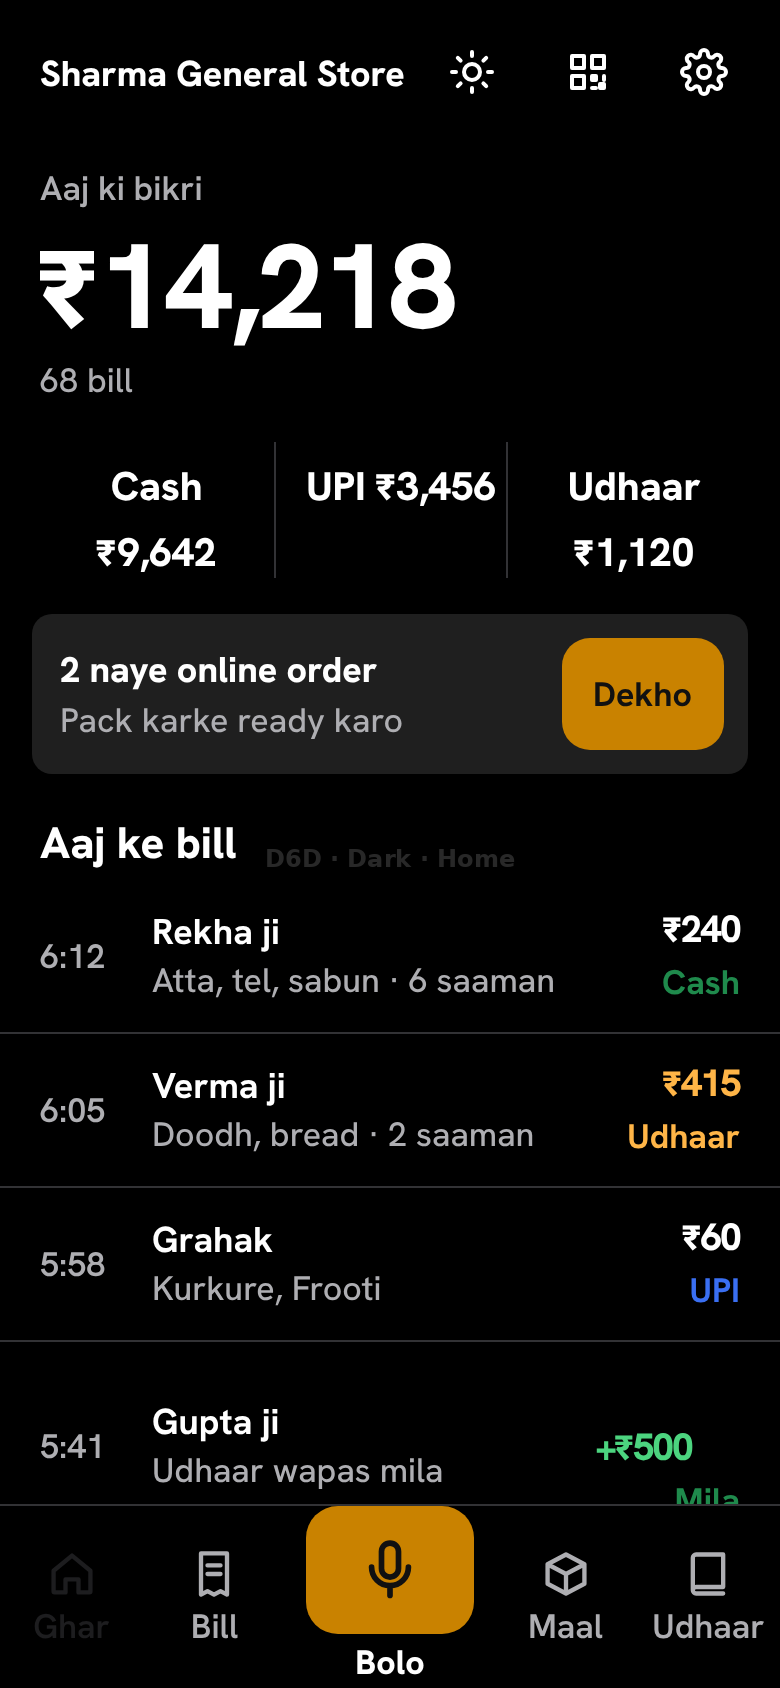 Sharma General Store
Aaj ki bikri
₹14,218
68 bill
Cash
₹9,642
UPI ₹3,456
Udhaar
₹1,120
2 naye online order
Pack karke ready karo
Dekho
Aaj ke bill
D6D · Dark · Home
6:12
Rekha ji
Atta, tel, sabun · 6 saaman
₹240
Cash
6:05
Verma ji
Doodh, bread · 2 saaman
₹415
Udhaar
5:58
Grahak
Kurkure, Frooti
₹60
UPI
5:41
Gupta ji
Udhaar wapas mila
+₹500
Mila
Ghar
Bill
Bolo
Maal
Udhaar